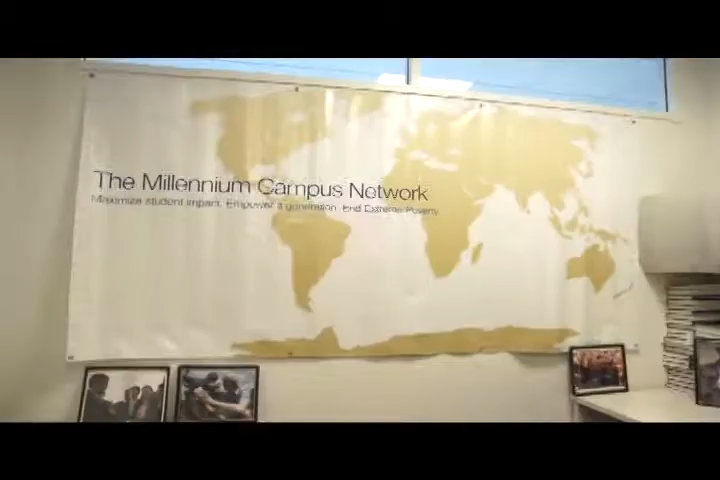 The Millennium Campus Network
Maximize student impact. Empower a generation. End Extreme Poverty.